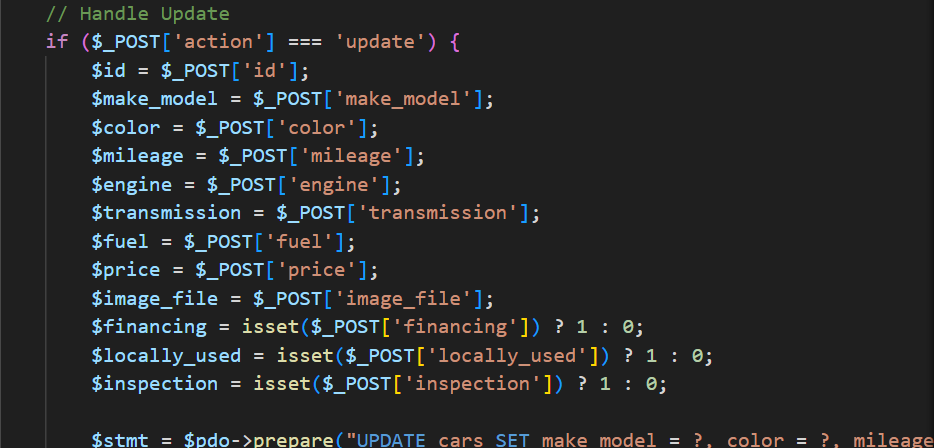 // Handle Update
if ($_POST['action'] === 'update') {
$id = $_POST['id'];
$make_model = $_POST['make_model'];
$color = $_POST['color'];
$mileage = $_POST['mileage'];
$engine = $_POST['engine'];
$transmission = $_POST['transmission'];
$fuel = $_POST['fuel'];
$price = $_POST['price'];
$image_file = $_POST['image_file'];
$financing = isset($_POST['financing']) ? 1 : 0;
$locally_used = isset($_POST['locally_used']) ? 1 : 0;
$inspection = isset($_POST['inspection']) ? 1 : 0;
$stmt = $pdo->prepare("UPDATE cars SET make_model = ?, color = ?, mileage